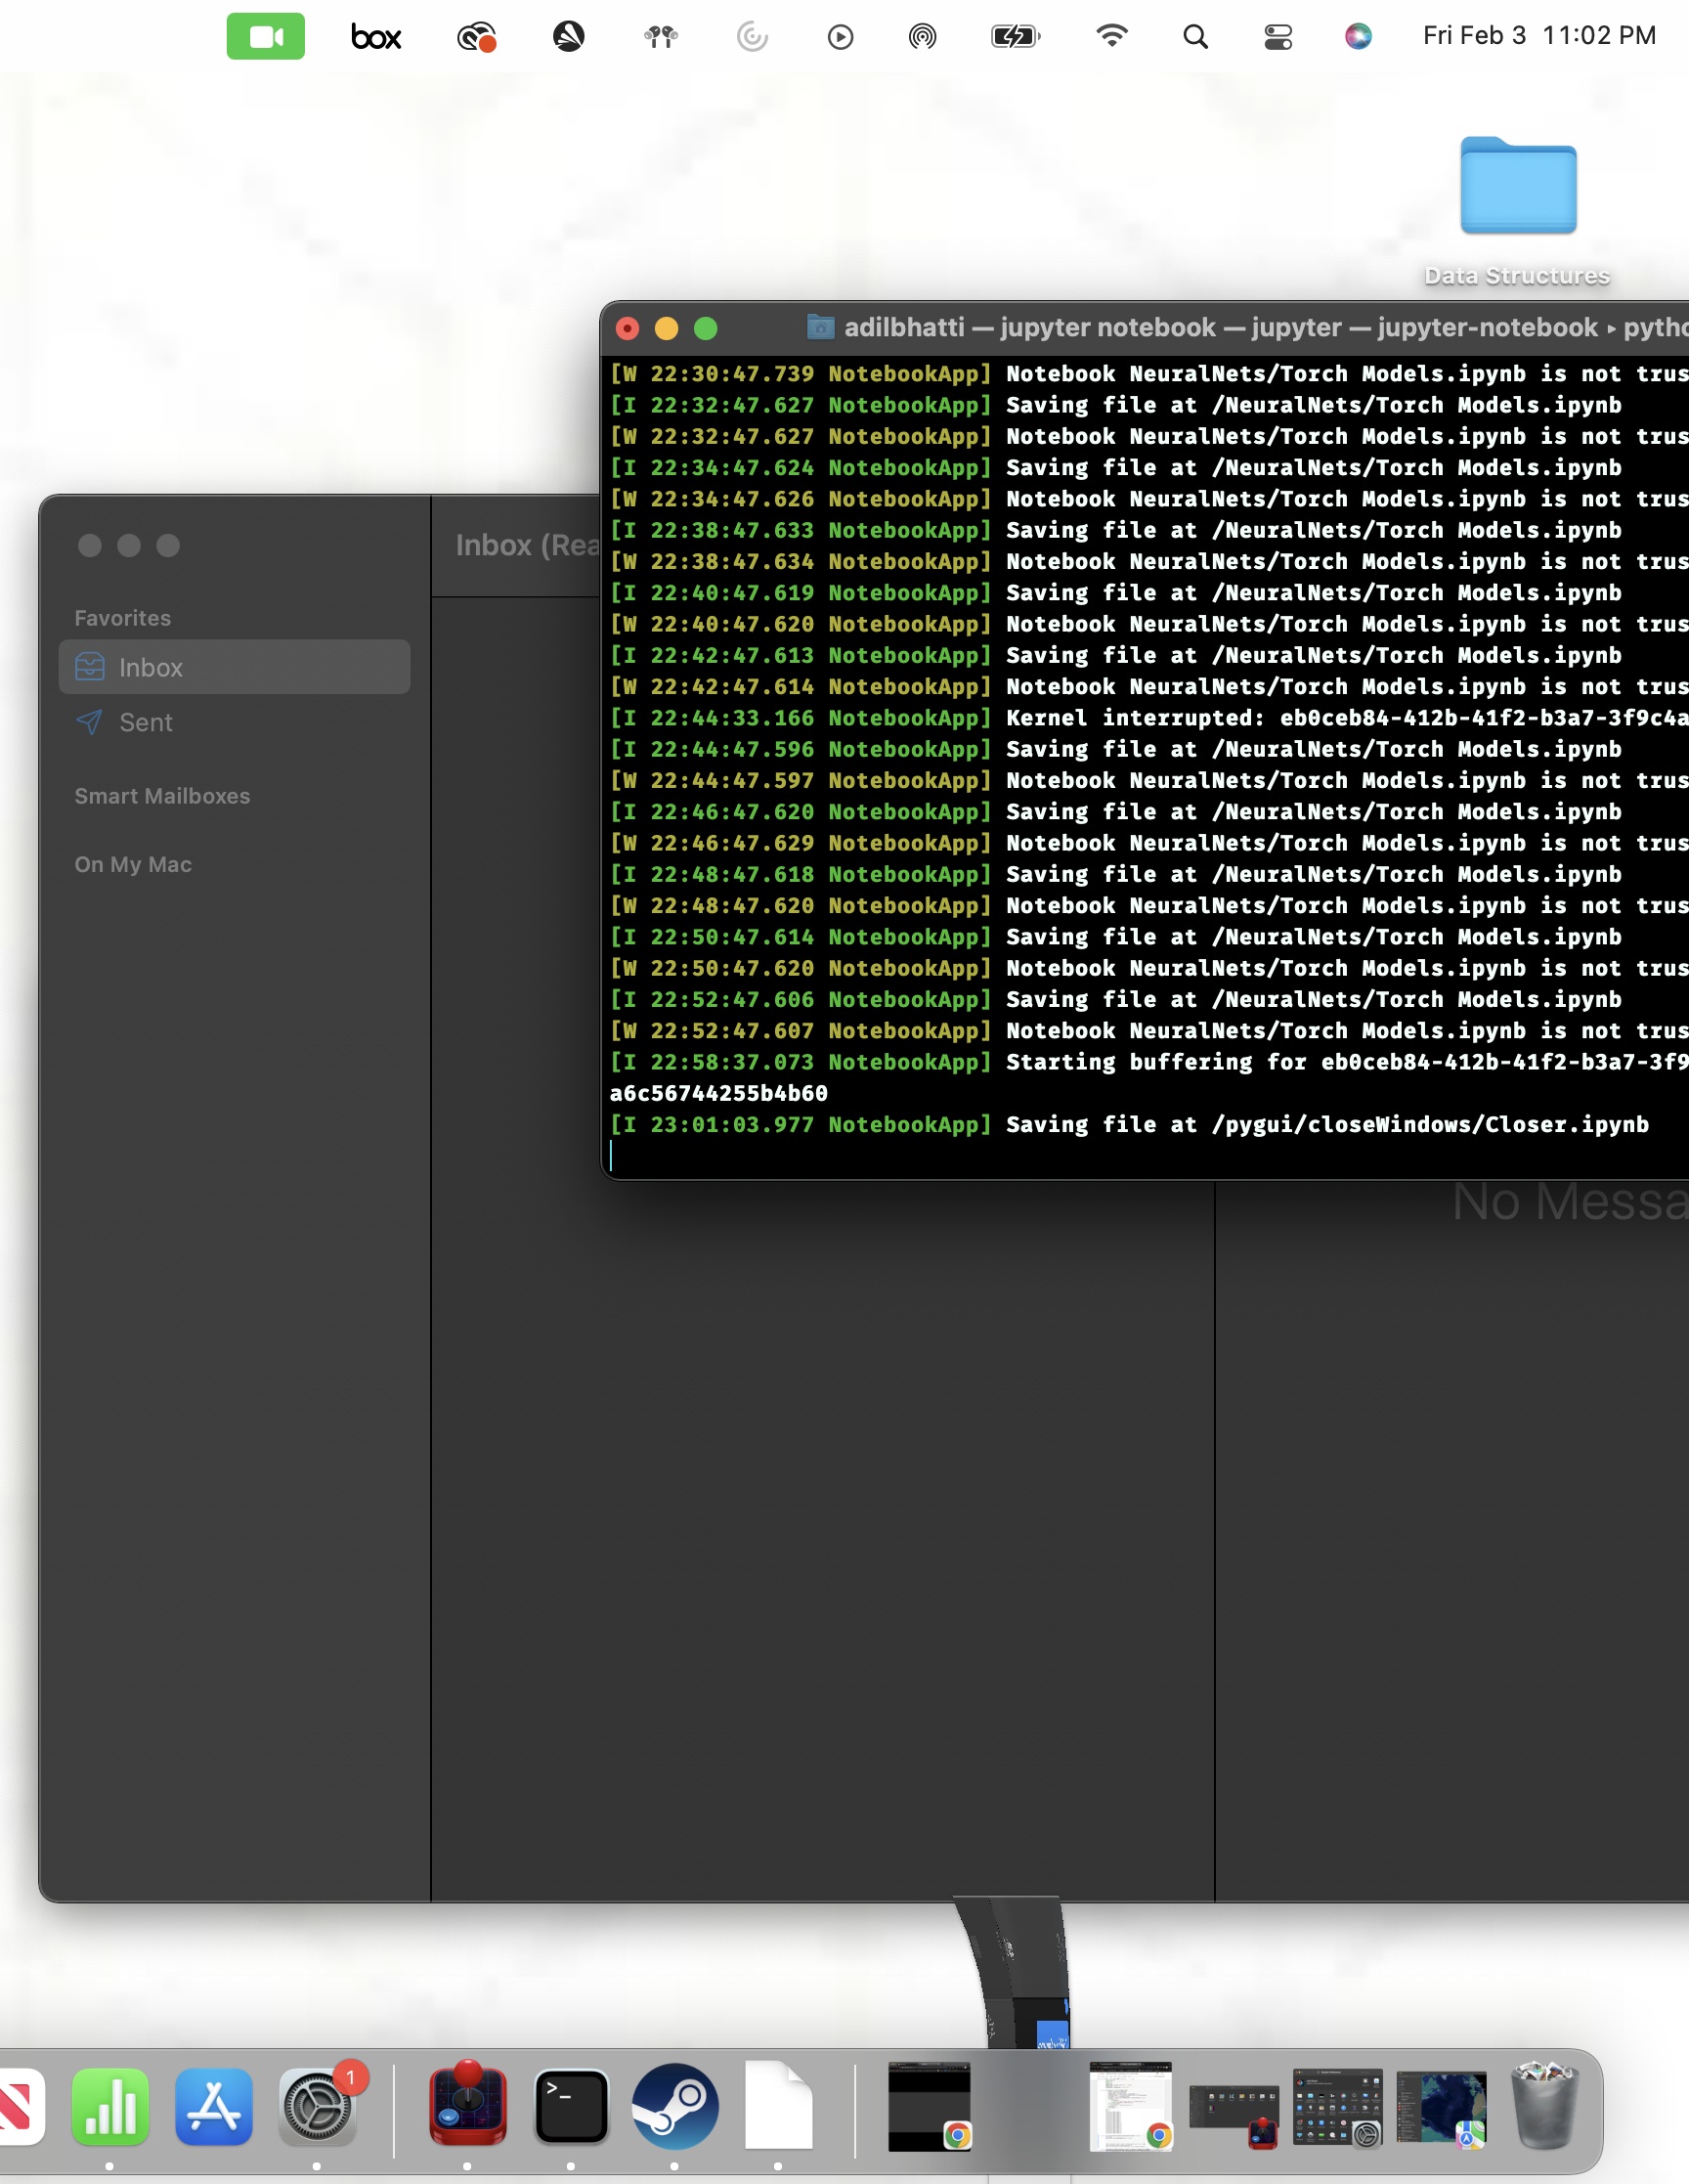 box
Fri Feb 3 11:02 PM
Data Structures
adilbhatti — jupyter notebook — jupyter — jupyter-notebook ▸ pytho
[W 22:30:47.739 NotebookApp] Notebook NeuralNets/Torch Models.ipynb is not trus
[I 22:32:47.627 NotebookApp] Saving file at /NeuralNets/Torch Models.ipynb
[W 22:32:47.627 NotebookApp] Notebook NeuralNets/Torch Models.ipynb is not trus
[I 22:34:47.624 NotebookApp] Saving file at /NeuralNets/Torch Models.ipynb
[W 22:34:47.626 NotebookApp] Notebook NeuralNets/Torch Models.ipynb is not trus
[I 22:38:47.633 NotebookApp] Saving file at /NeuralNets/Torch Models.ipynb
[W 22:38:47.634 NotebookApp] Notebook NeuralNets/Torch Models.ipynb is not trus
[I 22:40:47.619 NotebookApp] Saving file at /NeuralNets/Torch Models.ipynb
[W 22:40:47.620 NotebookApp] Notebook NeuralNets/Torch Models.ipynb is not trus
[I 22:42:47.613 NotebookApp] Saving file at /NeuralNets/Torch Models.ipynb
[W 22:42:47.614 NotebookApp] Notebook NeuralNets/Torch Models.ipynb is not trus
[I 22:44:33.166 NotebookApp] Kernel interrupted: eb0ceb84-412b-41f2-b3a7-3f9c4a
[I 22:44:47.596 NotebookApp] Saving file at /NeuralNets/Torch Models.ipynb
[W 22:44:47.597 NotebookApp] Notebook NeuralNets/Torch Models.ipynb is not trus
[I 22:46:47.620 NotebookApp] Saving file at /NeuralNets/Torch Models.ipynb
[W 22:46:47.629 NotebookApp] Notebook NeuralNets/Torch Models.ipynb is not trus
[I 22:48:47.618 NotebookApp] Saving file at /NeuralNets/Torch Models.ipynb
[W 22:48:47.620 NotebookApp] Notebook NeuralNets/Torch Models.ipynb is not trus
[I 22:50:47.614 NotebookApp] Saving file at /NeuralNets/Torch Models.ipynb
[W 22:50:47.620 NotebookApp] Notebook NeuralNets/Torch Models.ipynb is not trus
[I 22:52:47.606 NotebookApp] Saving file at /NeuralNets/Torch Models.ipynb
[W 22:52:47.607 NotebookApp] Notebook NeuralNets/Torch Models.ipynb is not trus
[I 22:58:37.073 NotebookApp] Starting buffering for eb0ceb84-412b-41f2-b3a7-3f9
a6c56744255b4b60
[I 23:01:03.977 NotebookApp] Saving file at /pygui/closeWindows/Closer.ipynb
Inbox (Rea
Favorites
Inbox
Sent
Smart Mailboxes
On My Mac
No Messa
1
>_